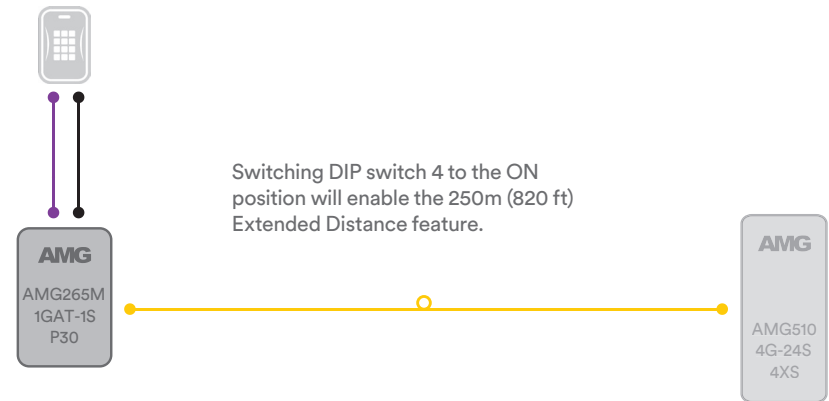 Switching DIP switch 4 to the ON
position will enable the 250m (820 ft)
Extended Distance feature.
AMG
AMG265M
1GAT-1S
P30
AMG
AMG510
4G-24S
4XS